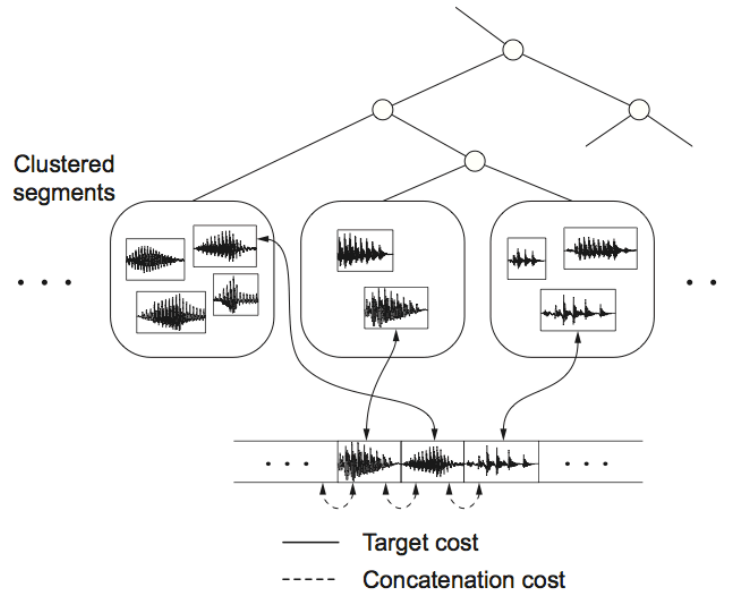 Clustered
segments
Target cost
Concatenation cost